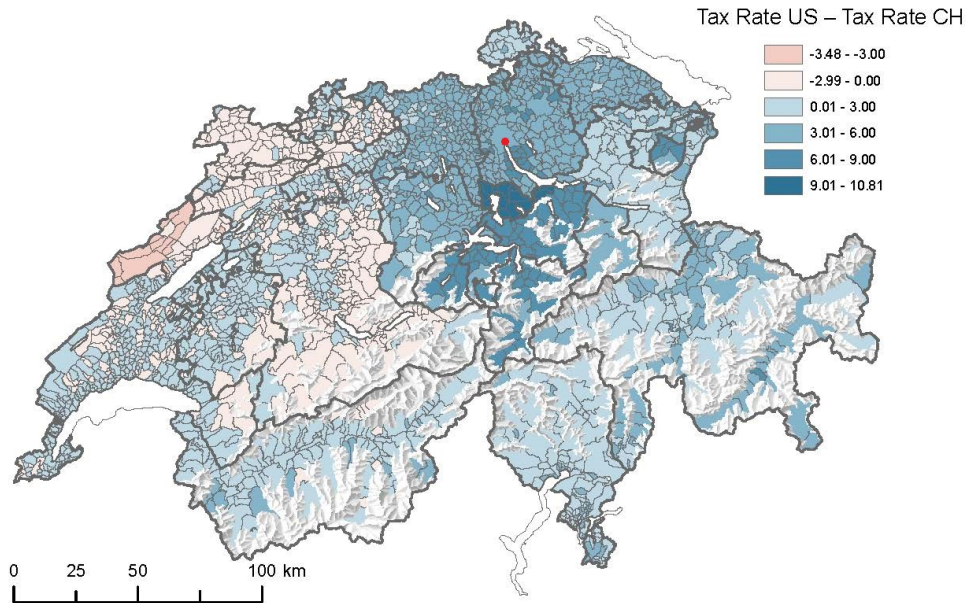 Tax Rate US – Tax Rate CH
-3.48 - -3.00
-2.99 - 0.00
0.01 - 3.00
3.01 - 6.00
6.01 - 9.00
9.01 - 10.81
0 25 50 100 km